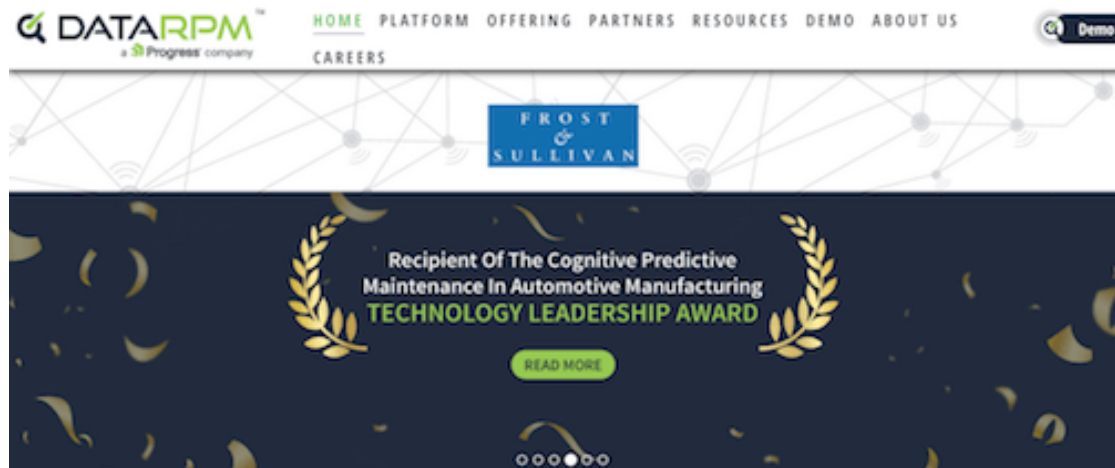 DATARPM™
a Progress company
HOME PLATFORM OFFERING PARTNERS RESOURCES DEMO ABOUT US
CAREERS
Demo
FROST
&
SULLIVAN
Recipient Of The Cognitive Predictive
Maintenance In Automotive Manufacturing
TECHNOLOGY LEADERSHIP AWARD
READ MORE